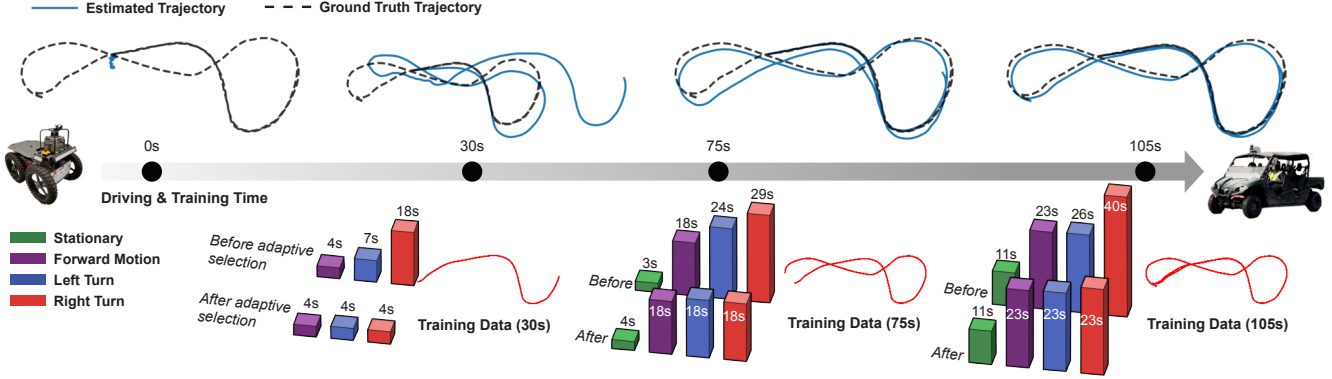 Estimated Trajectory
Ground Truth Trajectory
0s
30s
75s
105s
Driving & Training Time
Stationary
Forward Motion
Left Turn
Right Turn
Before adaptive
selection
4s
7s
18s
After adaptive
selection
4s
4s
4s
Training Data (30s)
Before
3s
18s
24s
29s
After
4s
18s
18s
18s
Training Data (75s)
Before
11s
23s
26s
40s
After
11s
23s
23s
23s
Training Data (105s)